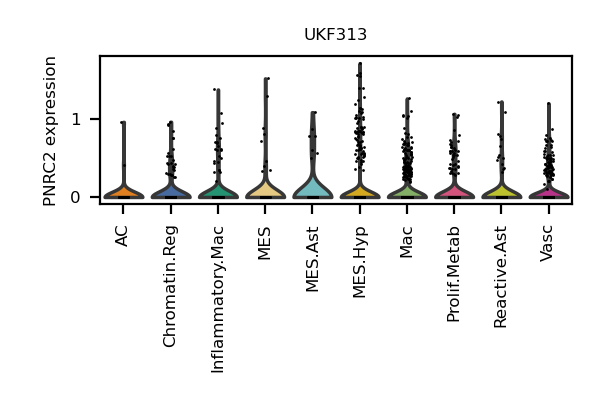 UKF313
PNRC2 expression
1
0
AC
Chromatin.Reg
Inflammatory.Mac
MES
MES.Ast
MES.Hyp
Mac
Prolif.Metab
Reactive.Ast
Vasc